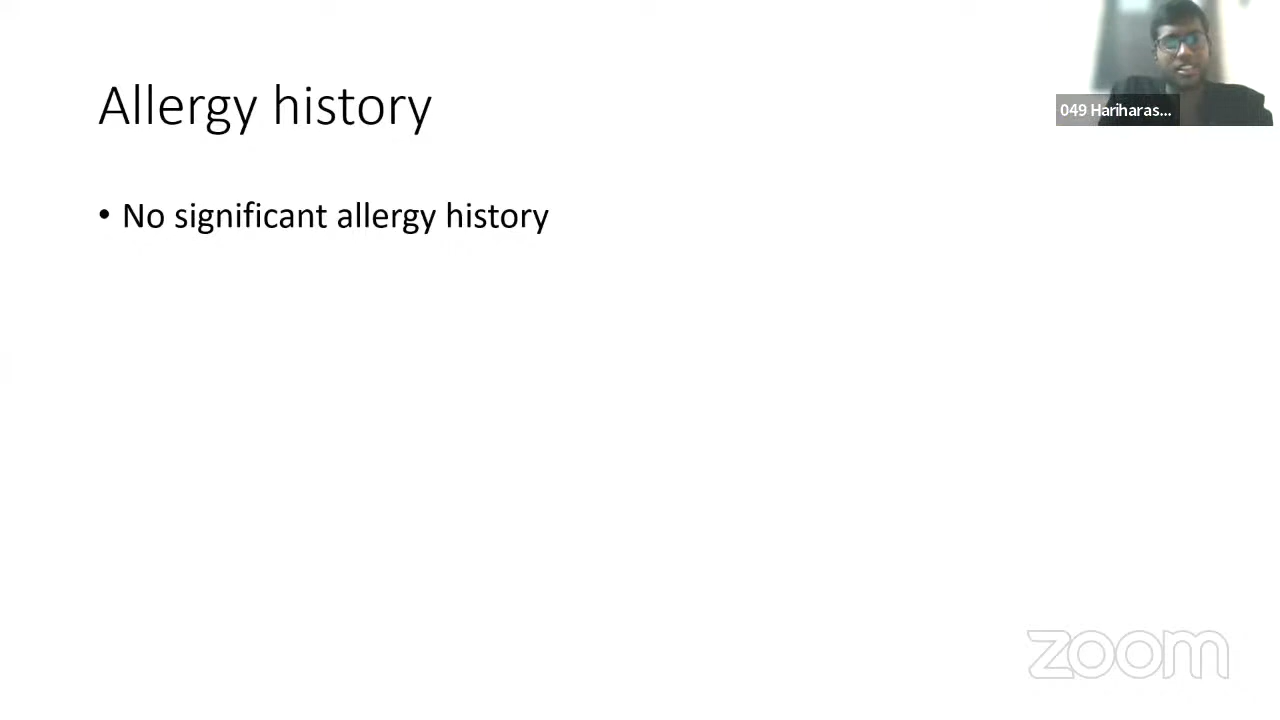 Allergy history
049 Hariharas...
• No significant allergy history
zoom